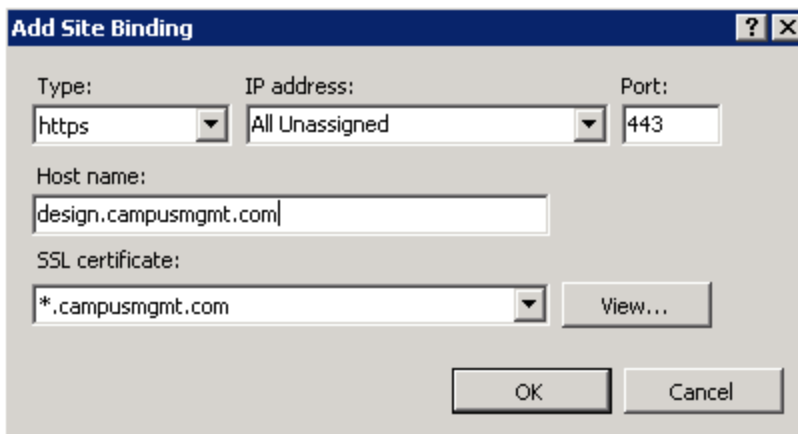 Add Site Binding ? X
Type: IP address: Port:
https All Unassigned 443
Host name:
design.campusmgmt.com
SSL certificate:
*.campusmgmt.com View...
OK Cancel